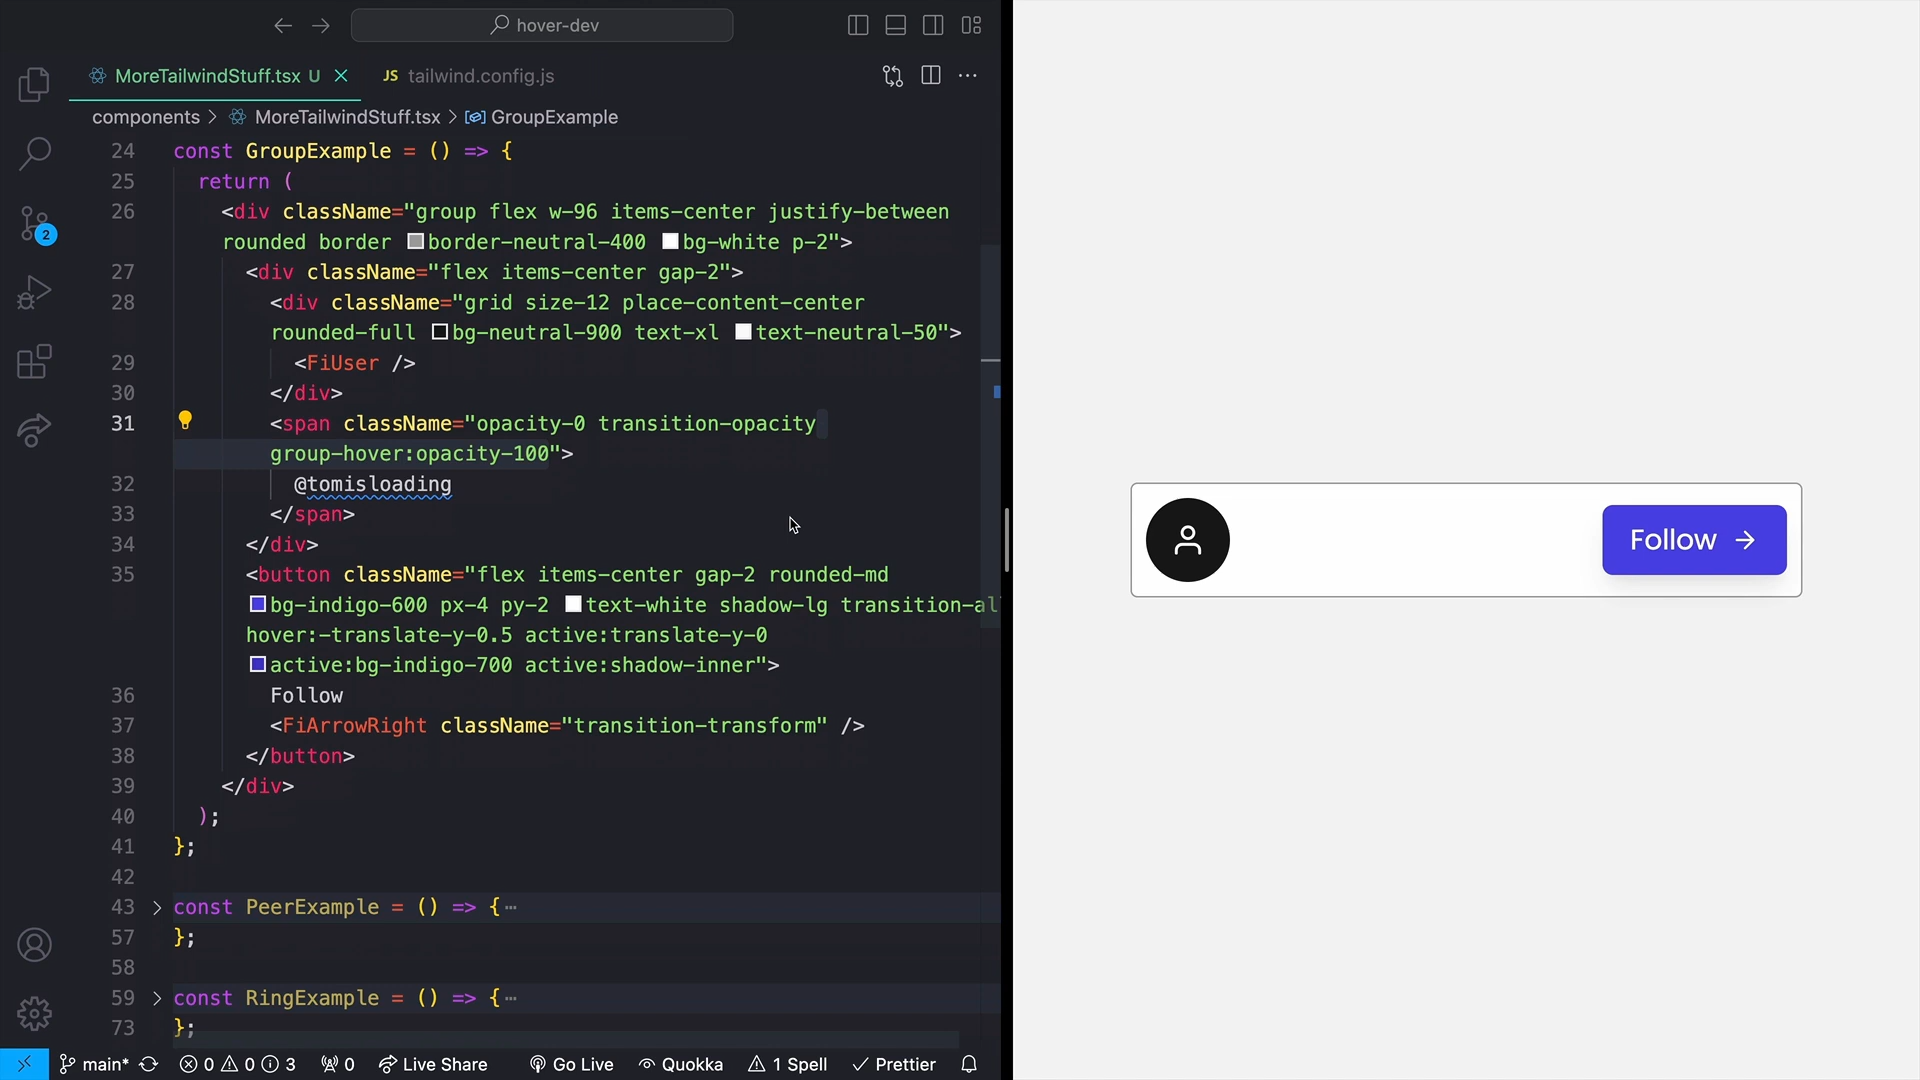 hover-dev
MoreTailwindStuff.tsx U
JS tailwind.config.js
components > MoreTailwindStuff.tsx > GroupExample
24 const GroupExample = () => {
25 return (
26 <div className="group flex w-96 items-center justify-between
rounded border border-neutral-400 bg-white p-2">
27 <div className="flex items-center gap-2">
28 <div className="grid size-12 place-content-center
rounded-full bg-neutral-900 text-xl text-neutral-50">
29 <FiUser />
30 </div>
31 <span className="opacity-0 transition-opacity
group-hover:opacity-100">
32 @tomisloading
33 </span>
34 </div>
35 <button className="flex items-center gap-2 rounded-md
bg-indigo-600 px-4 py-2 text-white shadow-lg transition-al
hover:-translate-y-0.5 active:translate-y-0
active:bg-indigo-700 active:shadow-inner">
36 Follow
37 <FiArrowRight className="transition-transform" />
38 </button>
39 </div>
40 );
41 };
42
43 const PeerExample = () => { ⋯
57 };
58
59 const RingExample = () => { ⋯
73 };
2
main* 0 0 3 0 Live Share Go Live Quokka 1 Spell Prettier
Follow →